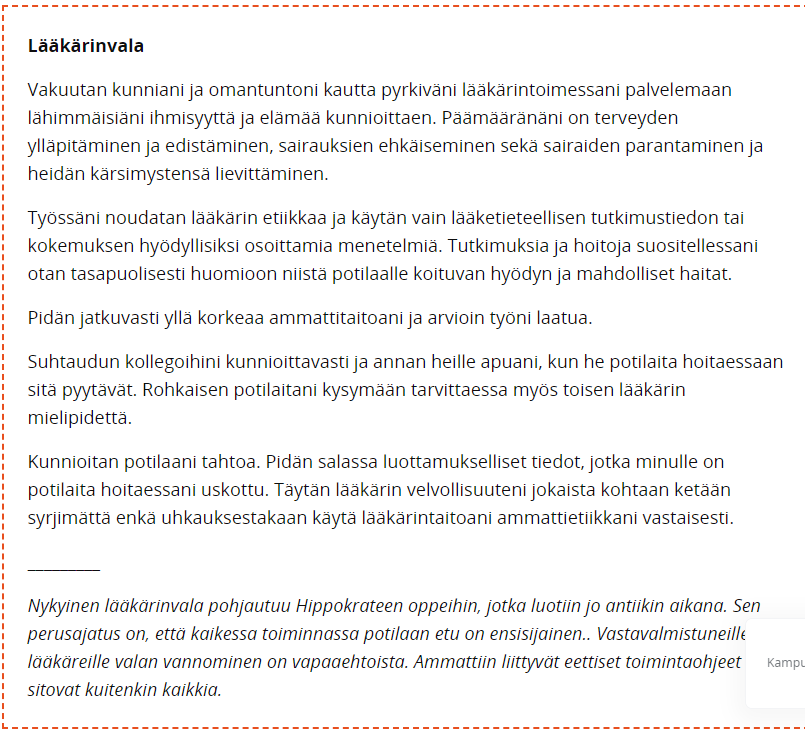 Lääkärinvala
Vakuutan kunniani ja omantuntoni kautta pyrkiväni lääkärintoimessani palvelemaan
lähimmäisiäni ihmisyyttä ja elämää kunnioittaen. Päämääränäni on terveyden
ylläpitäminen ja edistäminen, sairauksien ehkäiseminen sekä sairaiden parantaminen ja
heidän kärsimystensä lievittäminen.
Työssäni noudatan lääkärin etiikkaa ja käytän vain lääketieteellisen tutkimustiedon tai
kokemuksen hyödyllisiksi osoittamia menetelmiä. Tutkimuksia ja hoitoja suositellessani
otan tasapuolisesti huomioon niistä potilaalle koituvan hyödyn ja mahdolliset haitat.
Pidän jatkuvasti yllä korkeaa ammattitaitoani ja arvioin työni laatua.
Suhtaudun kollegoihini kunnioittavasti ja annan heille apuani, kun he potilaita hoitaessaan
sitä pyytävät. Rohkaisen potilaitani kysymään tarvittaessa myös toisen lääkärin
mielipidettä.
Kunnioitan potilaani tahtoa. Pidän salassa luottamukselliset tiedot, jotka minulle on
potilaita hoitaessani uskottu. Täytän lääkärin velvollisuuteni jokaista kohtaan ketään
syrjimättä enkä uhkauksestakaan käytä lääkärintaitoani ammattietiikkani vastaisesti.
_________
Nykyinen lääkärinvala pohjautuu Hippokrateen oppeihin, jotka luotiin jo antiikin aikana. Sen
perusajatus on, että kaikessa toiminnassa potilaan etu on ensisijainen.. Vastavalmistuneille
lääkäreille valan vannominen on vapaaehtoista. Ammattiin liittyvät eettiset toimintaohjeet
sitovat kuitenkin kaikkia.
Kampu